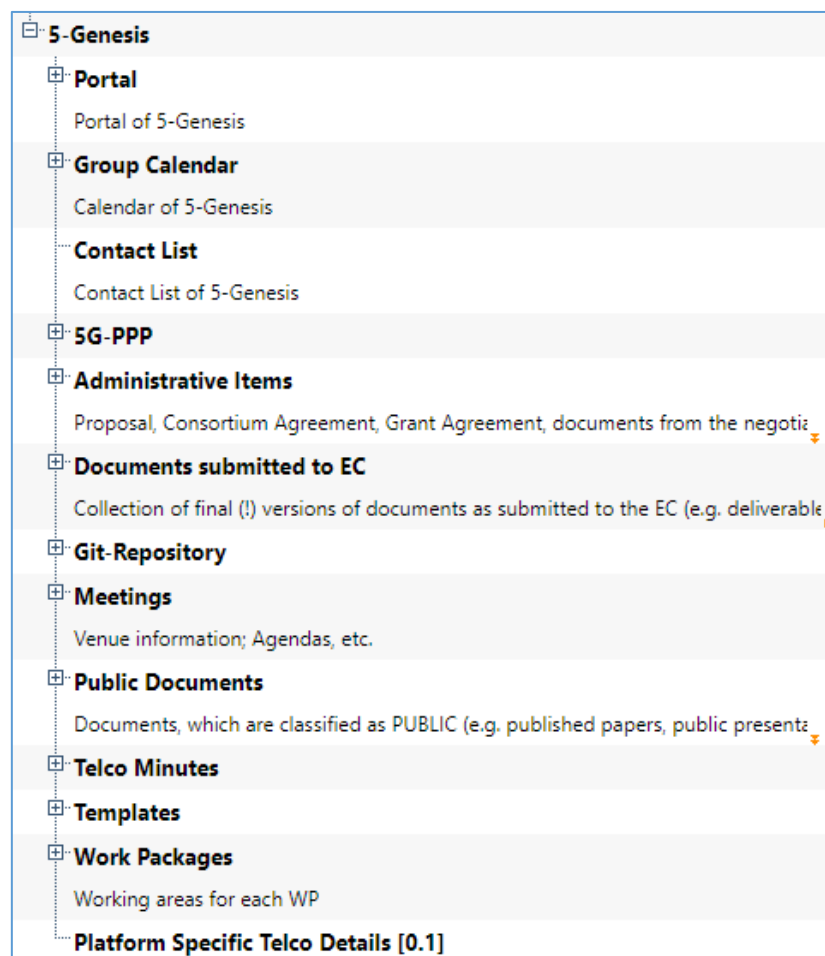 5-Genesis
Portal
Portal of 5-Genesis
Group Calendar
Calendar of 5-Genesis
Contact List
Contact List of 5-Genesis
5G-PPP
Administrative Items
Proposal, Consortium Agreement, Grant Agreement, documents from the negotia
Documents submitted to EC
Collection of final (!) versions of documents as submitted to the EC (e.g. deliverable
Git-Repository
Meetings
Venue information; Agendas, etc.
Public Documents
Documents, which are classified as PUBLIC (e.g. published papers, public presenta
Telco Minutes
Templates
Work Packages
Working areas for each WP
Platform Specific Telco Details [0.1]